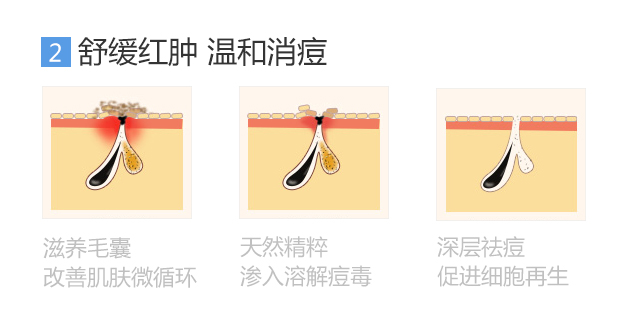 2 舒缓红肿 温和消痘
滋养毛囊
改善肌肤微循环
天然精粹
渗入溶解痘毒
深层祛痘
促进细胞再生